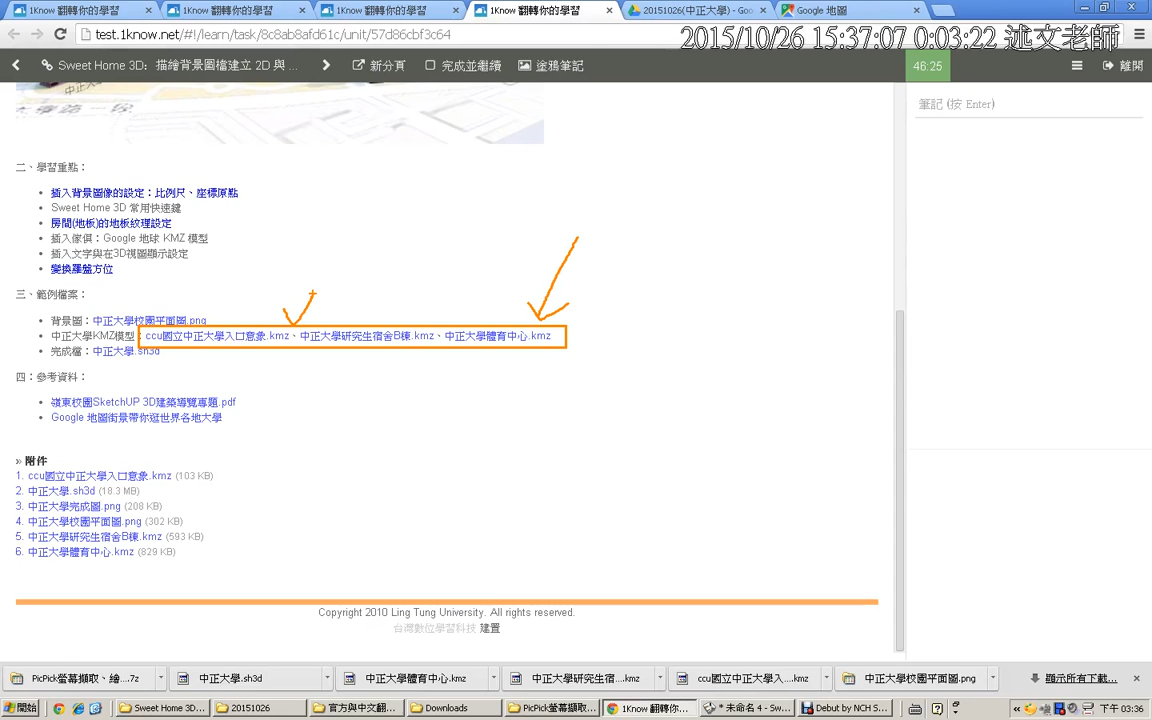 1Know 翻轉你的學習
1Know 翻轉你的學習
1Know 翻轉你的學習
1Know 翻轉你的學習
20151026(中正大學) - Goo
Google 地圖
test.1know.net/#!/learn/task/8c8ab8afd61c/unit/57d86cbf3c64
2015/10/26 15:37:07 0:03:22 述文老師
Sweet Home 3D：描繪背景圖檔建立 2D 與 ...
新分頁
完成並繼續
塗鴉筆記
46:25
離開
筆記 (按 Enter)
中正大
大學路一段
二、學習重點：
插入背景圖像的設定：比例尺、座標原點
Sweet Home 3D 常用快速鍵
房間(地板)的地板紋理設定
插入傢俱：Google 地球 KMZ 模型
插入文字與在3D視圖顯示設定
變換羅盤方位
三、範例檔案：
背景圖：中正大學校園平面圖.png
中正大學KMZ模型：ccu國立中正大學入口意象.kmz、中正大學研究生宿舍B棟.kmz、中正大學體育中心.kmz
完成檔：中正大學.sh3d
四：參考資料：
嶺東校園SketchUP 3D建築導覽專題.pdf
Google 地圖街景帶你逛世界各地大學
» 附件
1. ccu國立中正大學入口意象.kmz (103 KB)
2. 中正大學.sh3d (18.3 MB)
3. 中正大學完成圖.png (208 KB)
4. 中正大學校園平面圖.png (302 KB)
5. 中正大學研究生宿舍B棟.kmz (593 KB)
6. 中正大學體育中心.kmz (829 KB)
Copyright 2010 Ling Tung University. All rights reserved.
台灣數位學習科技 建置
PicPick螢幕擷取、繪....7z
中正大學.sh3d
中正大學體育中心.kmz
中正大學研究生宿....kmz
ccu國立中正大學入....kmz
中正大學校園平面圖.png
顯示所有下載...
開始
Sweet Home 3D...
20151026
官方與中文翻...
Downloads
PicPick螢幕擷...
1Know 翻轉你...
* 未命名 4 - Sw...
Debut by NCH S...
下午 03:36